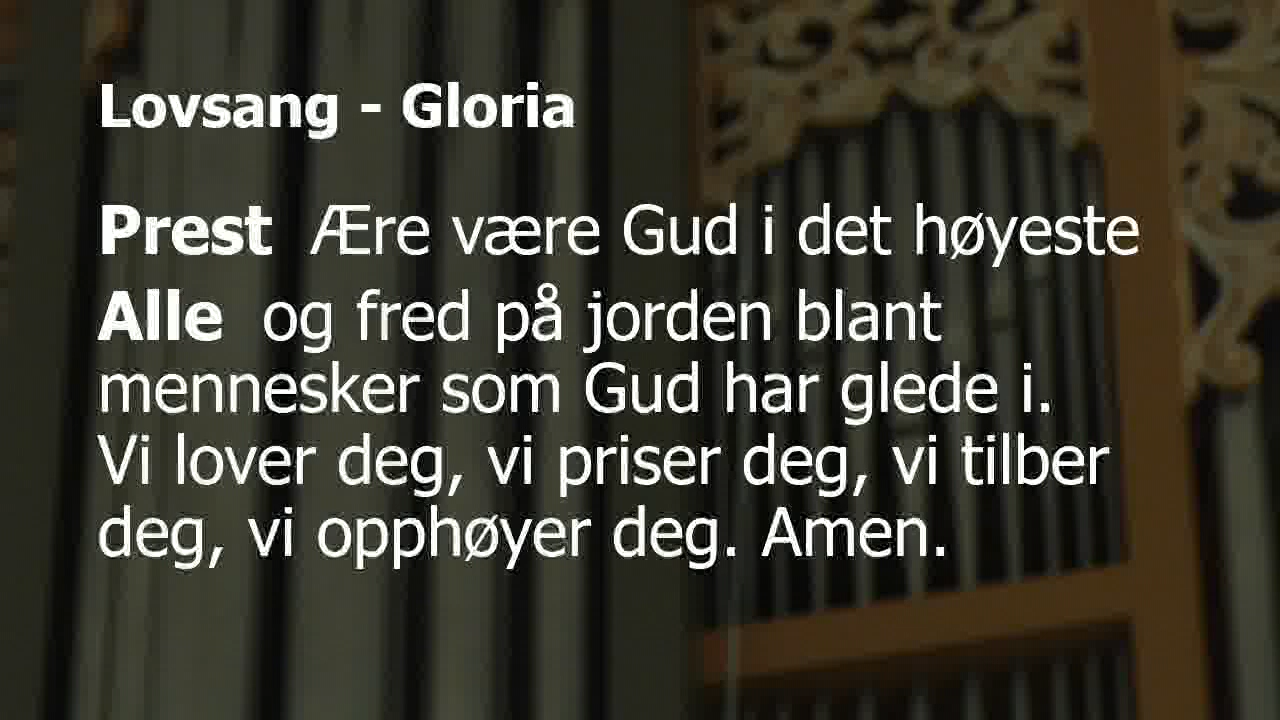 Lovsang - Gloria
Prest Ære være Gud i det høyeste
Alle og fred på jorden blant
mennesker som Gud har glede i.
Vi lover deg, vi priser deg, vi tilber
deg, vi opphøyer deg. Amen.